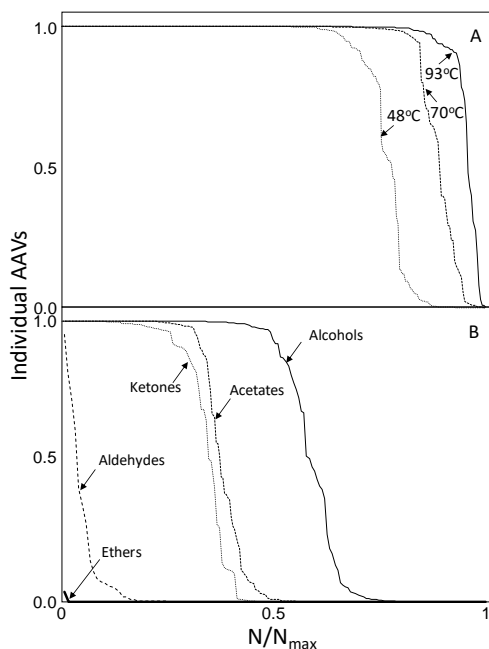 1.0
A
93°C
48°C
70°C
0.5
0.0
Individual AAVs
1.0
B
Alcohols
Ketones
Acetates
0.5
Aldehydes
Ethers
0.0
0
0.5
1
N/Nmax